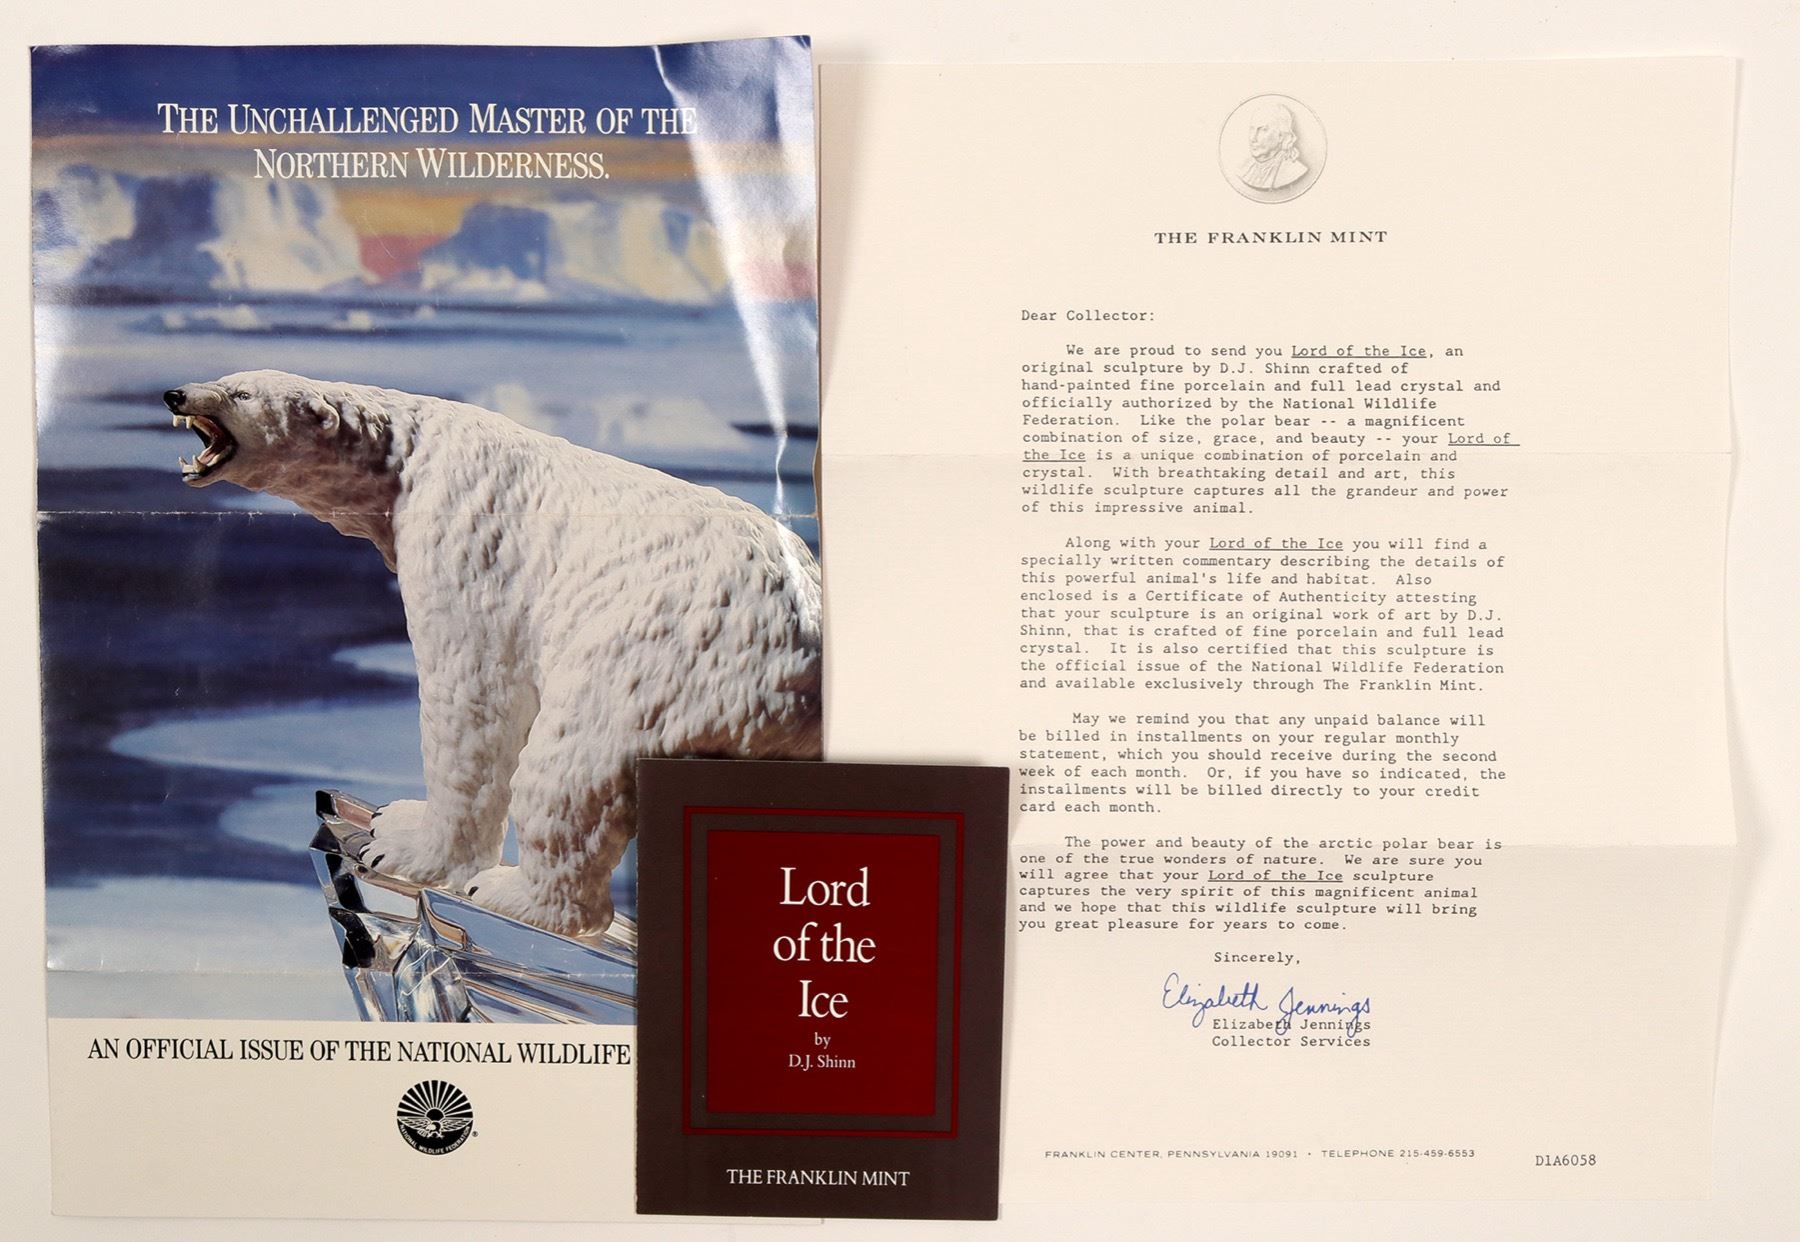 THE UNCHALLENGED MASTER OF THE
NORTHERN WILDERNESS.
AN OFFICIAL ISSUE OF THE NATIONAL WILDLIFE
NATIONAL WILDLIFE FEDERATION
®
Lord
of the
Ice
by
D.J. Shinn
THE FRANKLIN MINT
THE FRANKLIN MINT
Dear Collector:
We are proud to send you Lord of the Ice, an
original sculpture by D.J. Shinn crafted of
hand-painted fine porcelain and full lead crystal and
officially authorized by the National Wildlife
Federation. Like the polar bear -- a magnificent
combination of size, grace, and beauty -- your Lord of
the Ice is a unique combination of porcelain and
crystal. With breathtaking detail and art, this
wildlife sculpture captures all the grandeur and power
of this impressive animal.
Along with your Lord of the Ice you will find a
specially written commentary describing the details of
this powerful animal's life and habitat. Also
enclosed is a Certificate of Authenticity attesting
that your sculpture is an original work of art by D.J.
Shinn, that is crafted of fine porcelain and full lead
crystal. It is also certified that this sculpture is
the official issue of the National Wildlife Federation
and available exclusively through The Franklin Mint.
May we remind you that any unpaid balance will
be billed in installments on your regular monthly
statement, which you should receive during the second
week of each month. Or, if you have so indicated, the
installments will be billed directly to your credit
card each month.
The power and beauty of the arctic polar bear is
one of the true wonders of nature. We are sure you
will agree that your Lord of the Ice sculpture
captures the very spirit of this magnificent animal
and we hope that this wildlife sculpture will bring
you great pleasure for years to come.
Sincerely,
Elizabeth Jennings
Elizabeth Jennings
Collector Services
FRANKLIN CENTER, PENNSYLVANIA 19091 • TELEPHONE 215-459-6553
D1A6058